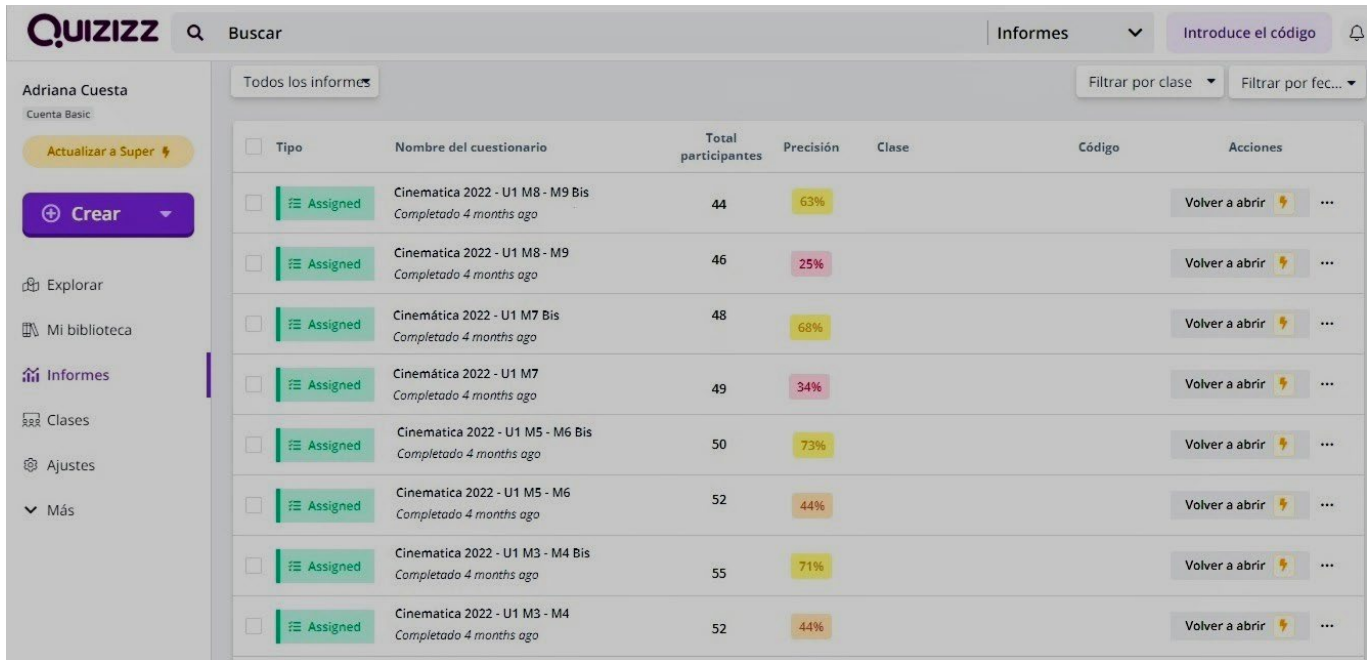 QUIZIZZ Buscar Informes Introduce el código
Adriana Cuesta
Cuenta Basic
Actualizar a Super
Crear
Explorar
Mi biblioteca
Informes
Clases
Ajustes
Más
Todos los informes Filtrar por clase Filtrar por fec...
Tipo Nombre del cuestionario Total participantes Precisión Clase Código Acciones
Assigned Cinematica 2022 - U1 M8 - M9 Bis 44 63% Volver a abrir ...
Completado 4 months ago
Assigned Cinematica 2022 - U1 M8 - M9 46 25% Volver a abrir ...
Completado 4 months ago
Assigned Cinemática 2022 - U1 M7 Bis 48 68% Volver a abrir ...
Completado 4 months ago
Assigned Cinemática 2022 - U1 M7 49 34% Volver a abrir ...
Completado 4 months ago
Assigned Cinematica 2022 - U1 M5 - M6 Bis 50 73% Volver a abrir ...
Completado 4 months ago
Assigned Cinematica 2022 - U1 M5 - M6 52 44% Volver a abrir ...
Completado 4 months ago
Assigned Cinematica 2022 - U1 M3 - M4 Bis 55 71% Volver a abrir ...
Completado 4 months ago
Assigned Cinematica 2022 - U1 M3 - M4 52 44% Volver a abrir ...
Completado 4 months ago